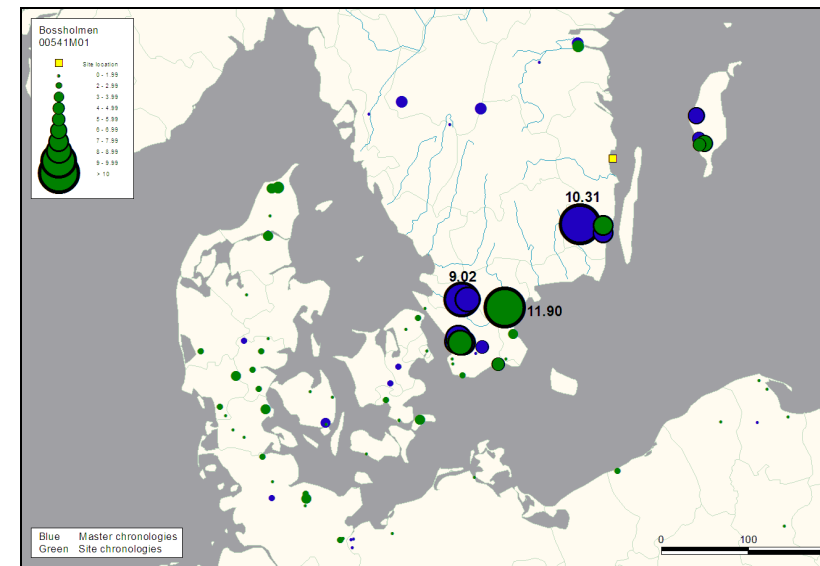 Bossholmen
00541M01
Site location
0 - 1.99
2 - 2.99
3 - 3.99
4 - 4.99
5 - 5.99
6 - 6.99
7 - 7.99
8 - 8.99
9 - 9.99
> 10
10.31
9.02
11.90
Blue Master chronologies
Green Site chronologies
0 100